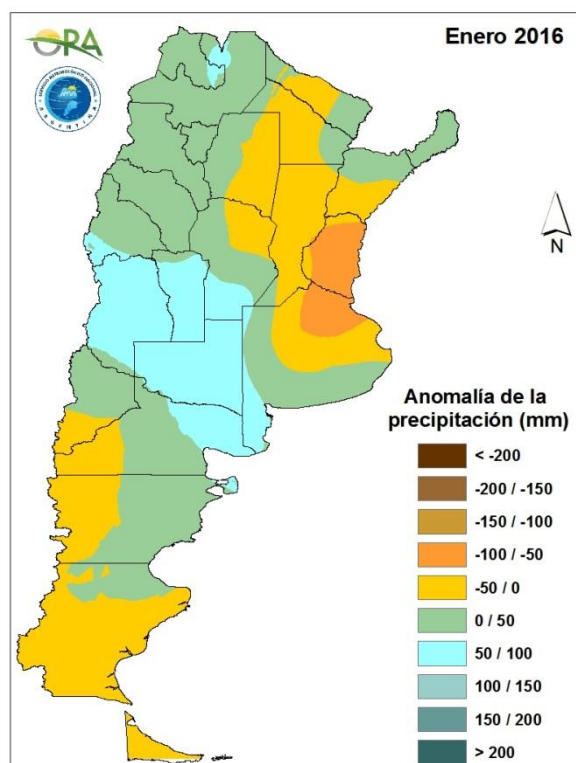 ORA
Enero 2016
N
Anomalía de la
precipitación (mm)
< -200
-200 / -150
-150 / -100
-100 / -50
-50 / 0
0 / 50
50 / 100
100 / 150
150 / 200
> 200